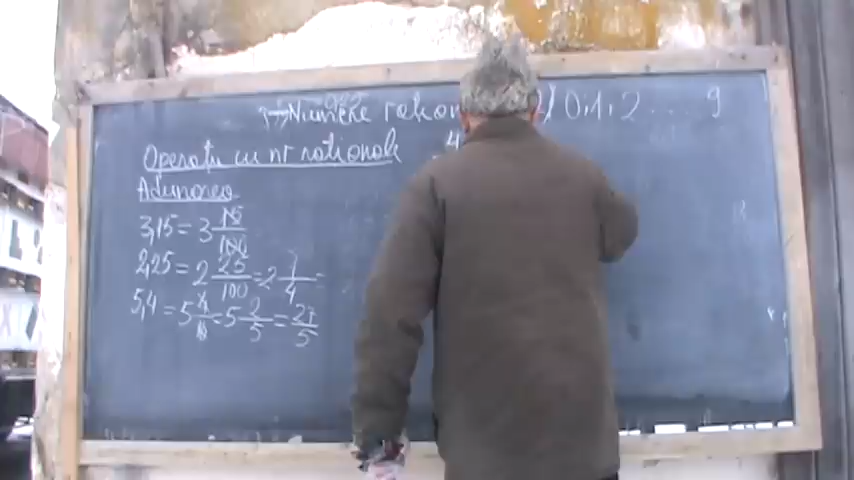 Numere 0,1,2 .... 9
4
Operații cu nr raționale
Adunarea
3,15 = 3 15/100
2,25 = 2 25/100 = 2 1/4 =
5,4 = 5 4/10 = 5 2/5 = 27/5